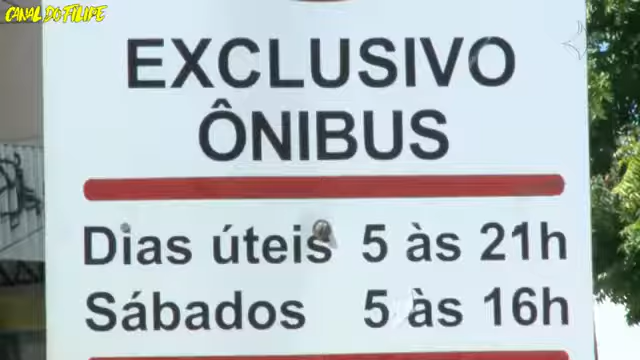 CANAL DO FILIPE
EXCLUSIVO
ÔNIBUS
Dias úteis 5 às 21h
Sábados 5 às 16h